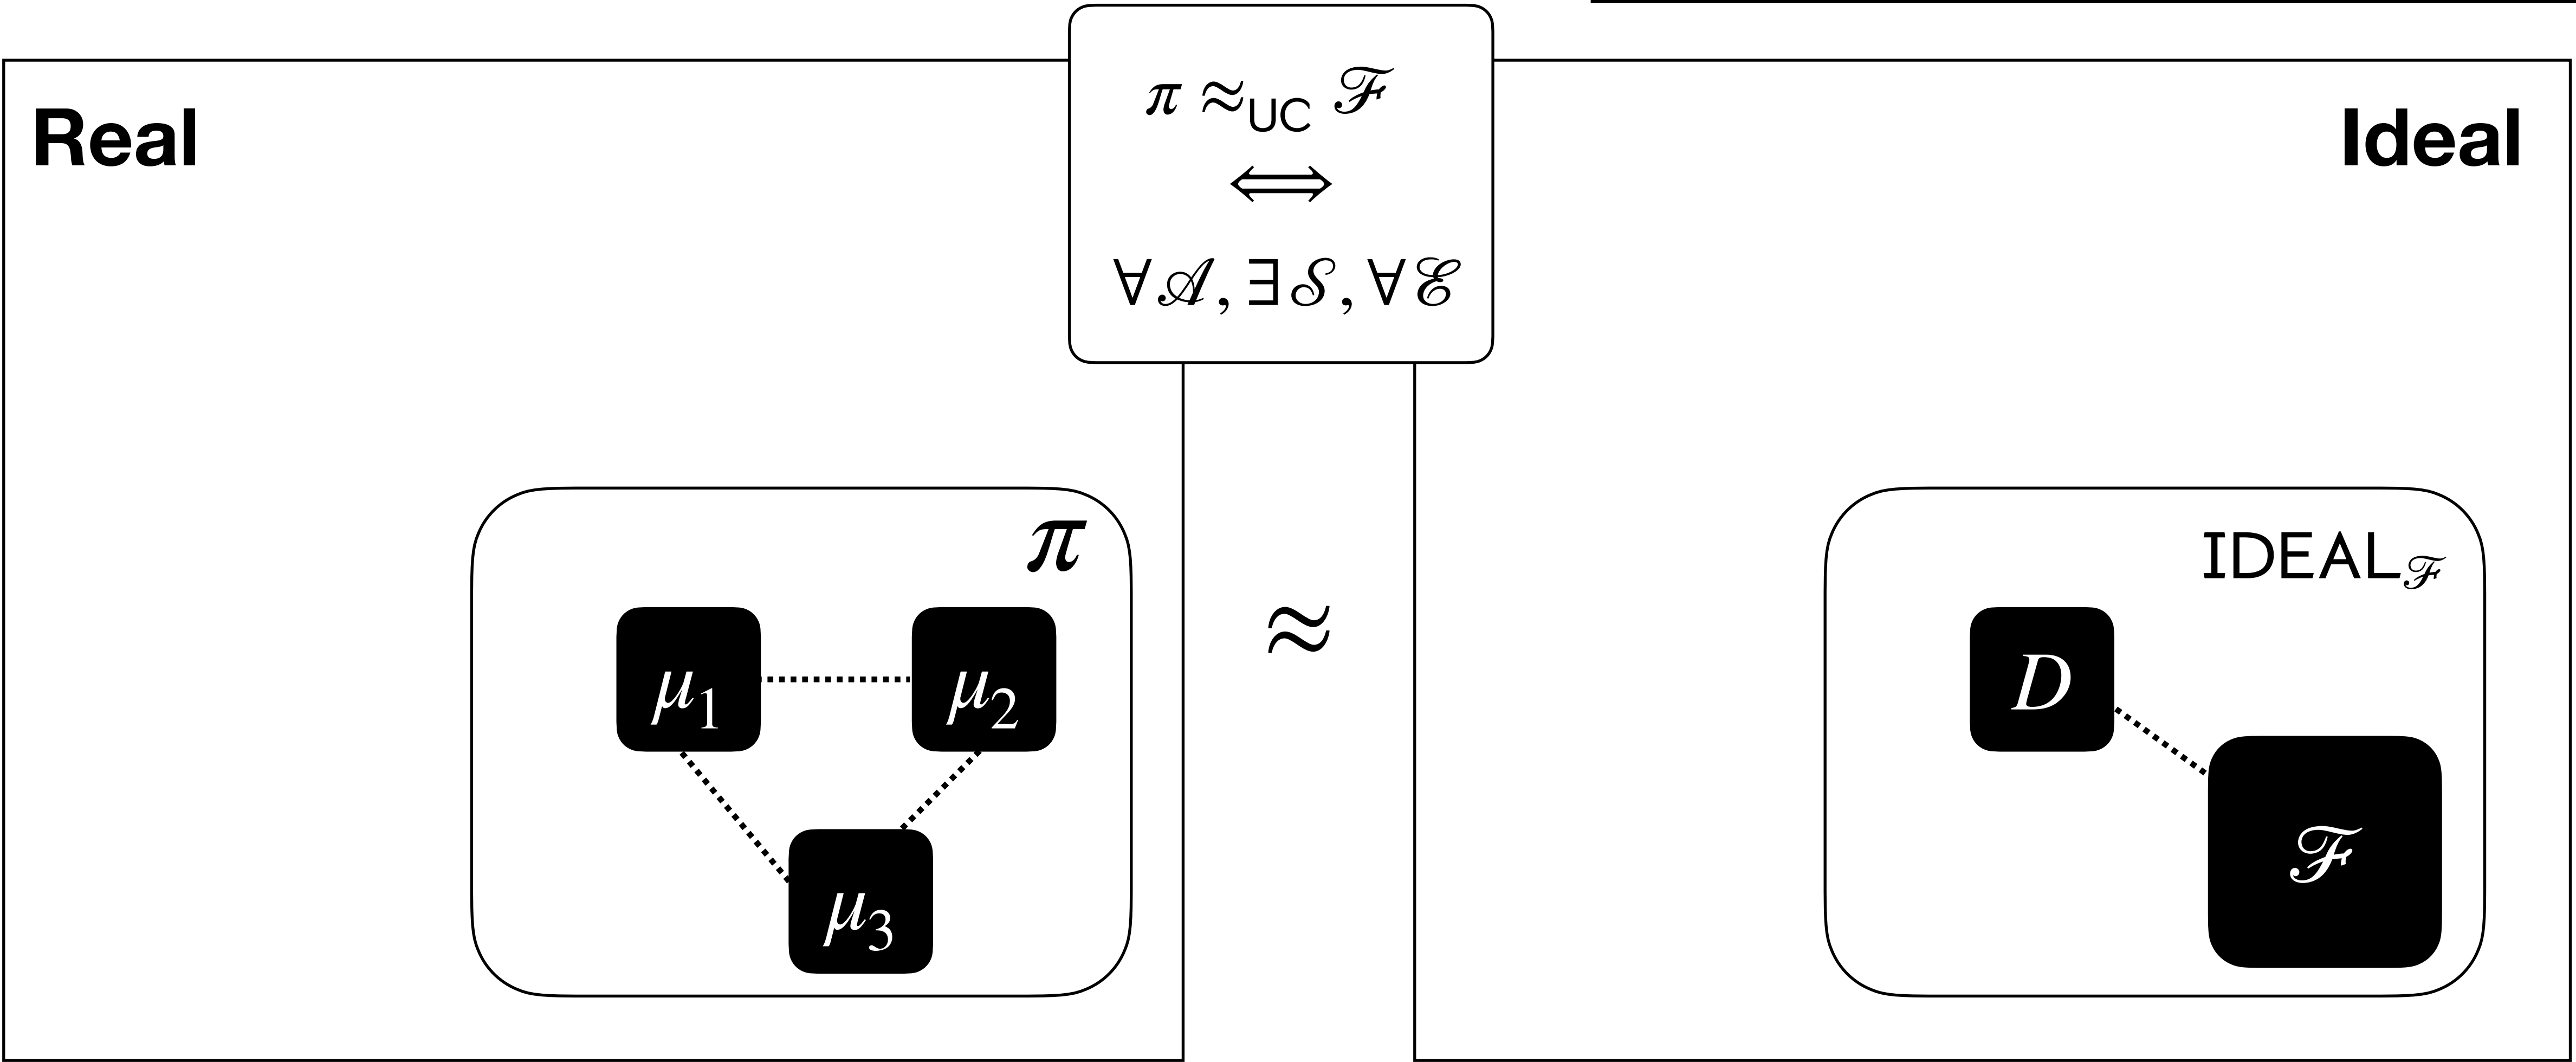 π ≈UC ℱ
⟺
∀𝒜, ∃𝒮, ∀ℰ
Real
Ideal
π
μ1
μ2
μ3
≈
IDEALℱ
D
ℱ